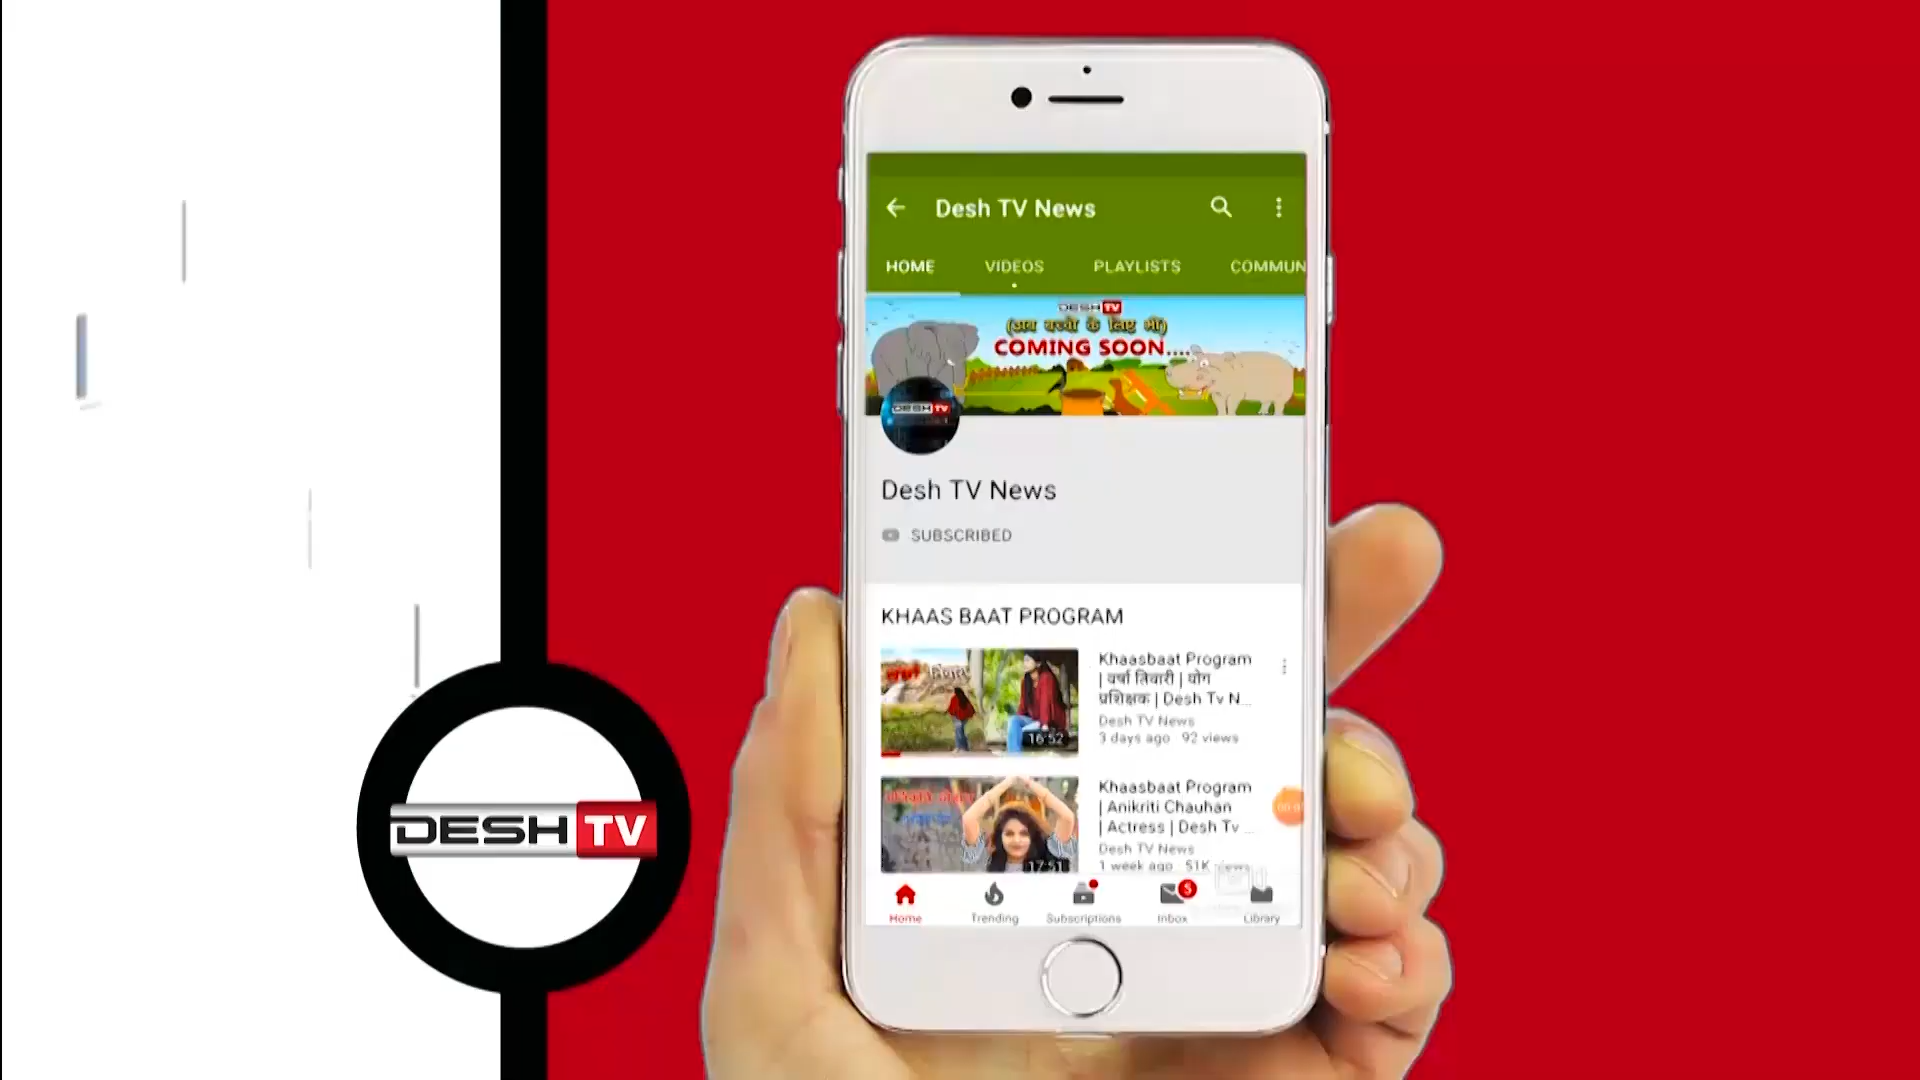 Desh TV News
HOME VIDEOS PLAYLISTS COMMUN
DESH TV
(अब बच्चो के लिए भी)
COMING SOON....
DESH TV
Desh TV News
SUBSCRIBED
KHAAS BAAT PROGRAM
Khaasbaat Program
| वर्षा तिवारी | योग
प्रशिक्षक | Desh Tv N...
Desh TV News
3 days ago · 92 views
16:52
Khaasbaat Program
| Anikriti Chauhan
| Actress | Desh Tv ...
Desh TV News
1 week ago · 51K views
17:51
5
Home Trending Subscriptions Inbox Library
DESH TV